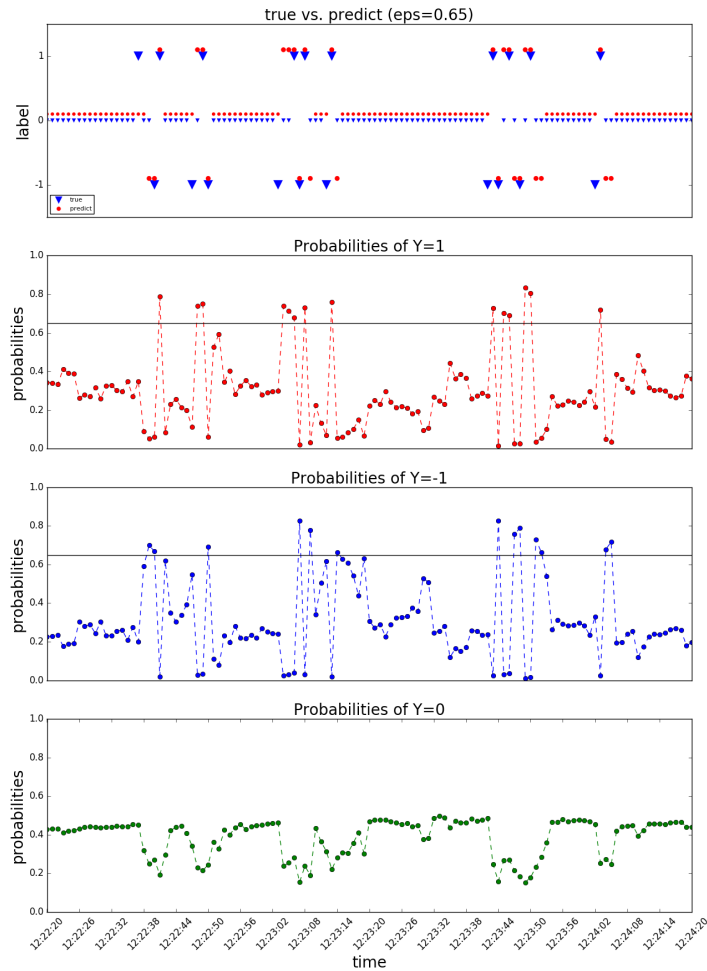 true vs. predict (eps=0.65)
1
0
-1
label
true
predict
Probabilities of Y=1
1.0
0.8
0.6
0.4
0.2
0.0
probabilities
Probabilities of Y=-1
1.0
0.8
0.6
0.4
0.2
0.0
probabilities
Probabilities of Y=0
1.0
0.8
0.6
0.4
0.2
0.0
probabilities
12:22:20 12:22:26 12:22:32 12:22:38 12:22:44 12:22:50 12:22:56 12:23:02 12:23:08 12:23:14 12:23:20 12:23:26 12:23:32 12:23:38 12:23:44 12:23:50 12:23:56 12:24:02 12:24:08 12:24:14 12:24:20
time